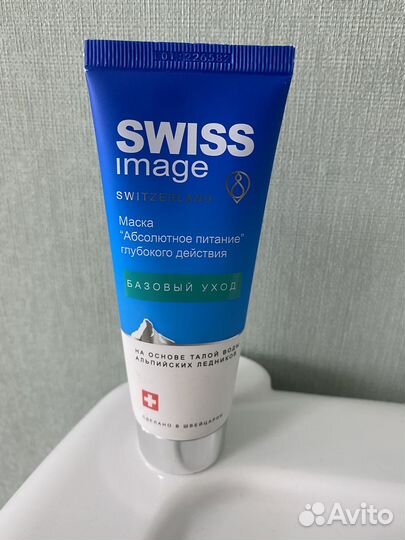 SWISS
image
SWITZERLAND
Маска
"Абсолютное питание"
глубокого действия
БАЗОВЫЙ УХОД
НА ОСНОВЕ ТАЛОЙ ВОДЫ
АЛЬПИЙСКИХ ЛЕДНИКОВ
СДЕЛАНО В ШВЕЙЦАРИИ
Avito